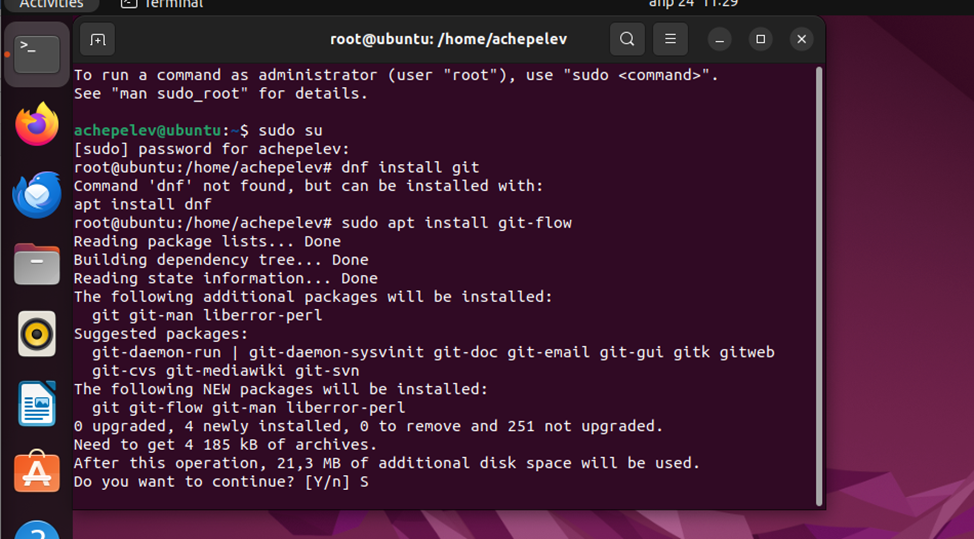 Activities Terminal апр 24 11:29
root@ubuntu: /home/achepelev
To run a command as administrator (user "root"), use "sudo <command>".
See "man sudo_root" for details.
achepelev@ubuntu:~$ sudo su
[sudo] password for achepelev:
root@ubuntu:/home/achepelev# dnf install git
Command 'dnf' not found, but can be installed with:
apt install dnf
root@ubuntu:/home/achepelev# sudo apt install git-flow
Reading package lists... Done
Building dependency tree... Done
Reading state information... Done
The following additional packages will be installed:
git git-man liberror-perl
Suggested packages:
git-daemon-run | git-daemon-sysvinit git-doc git-email git-gui gitk gitweb
git-cvs git-mediawiki git-svn
The following NEW packages will be installed:
git git-flow git-man liberror-perl
0 upgraded, 4 newly installed, 0 to remove and 251 not upgraded.
Need to get 4 185 kB of archives.
After this operation, 21,3 MB of additional disk space will be used.
Do you want to continue? [Y/n] S